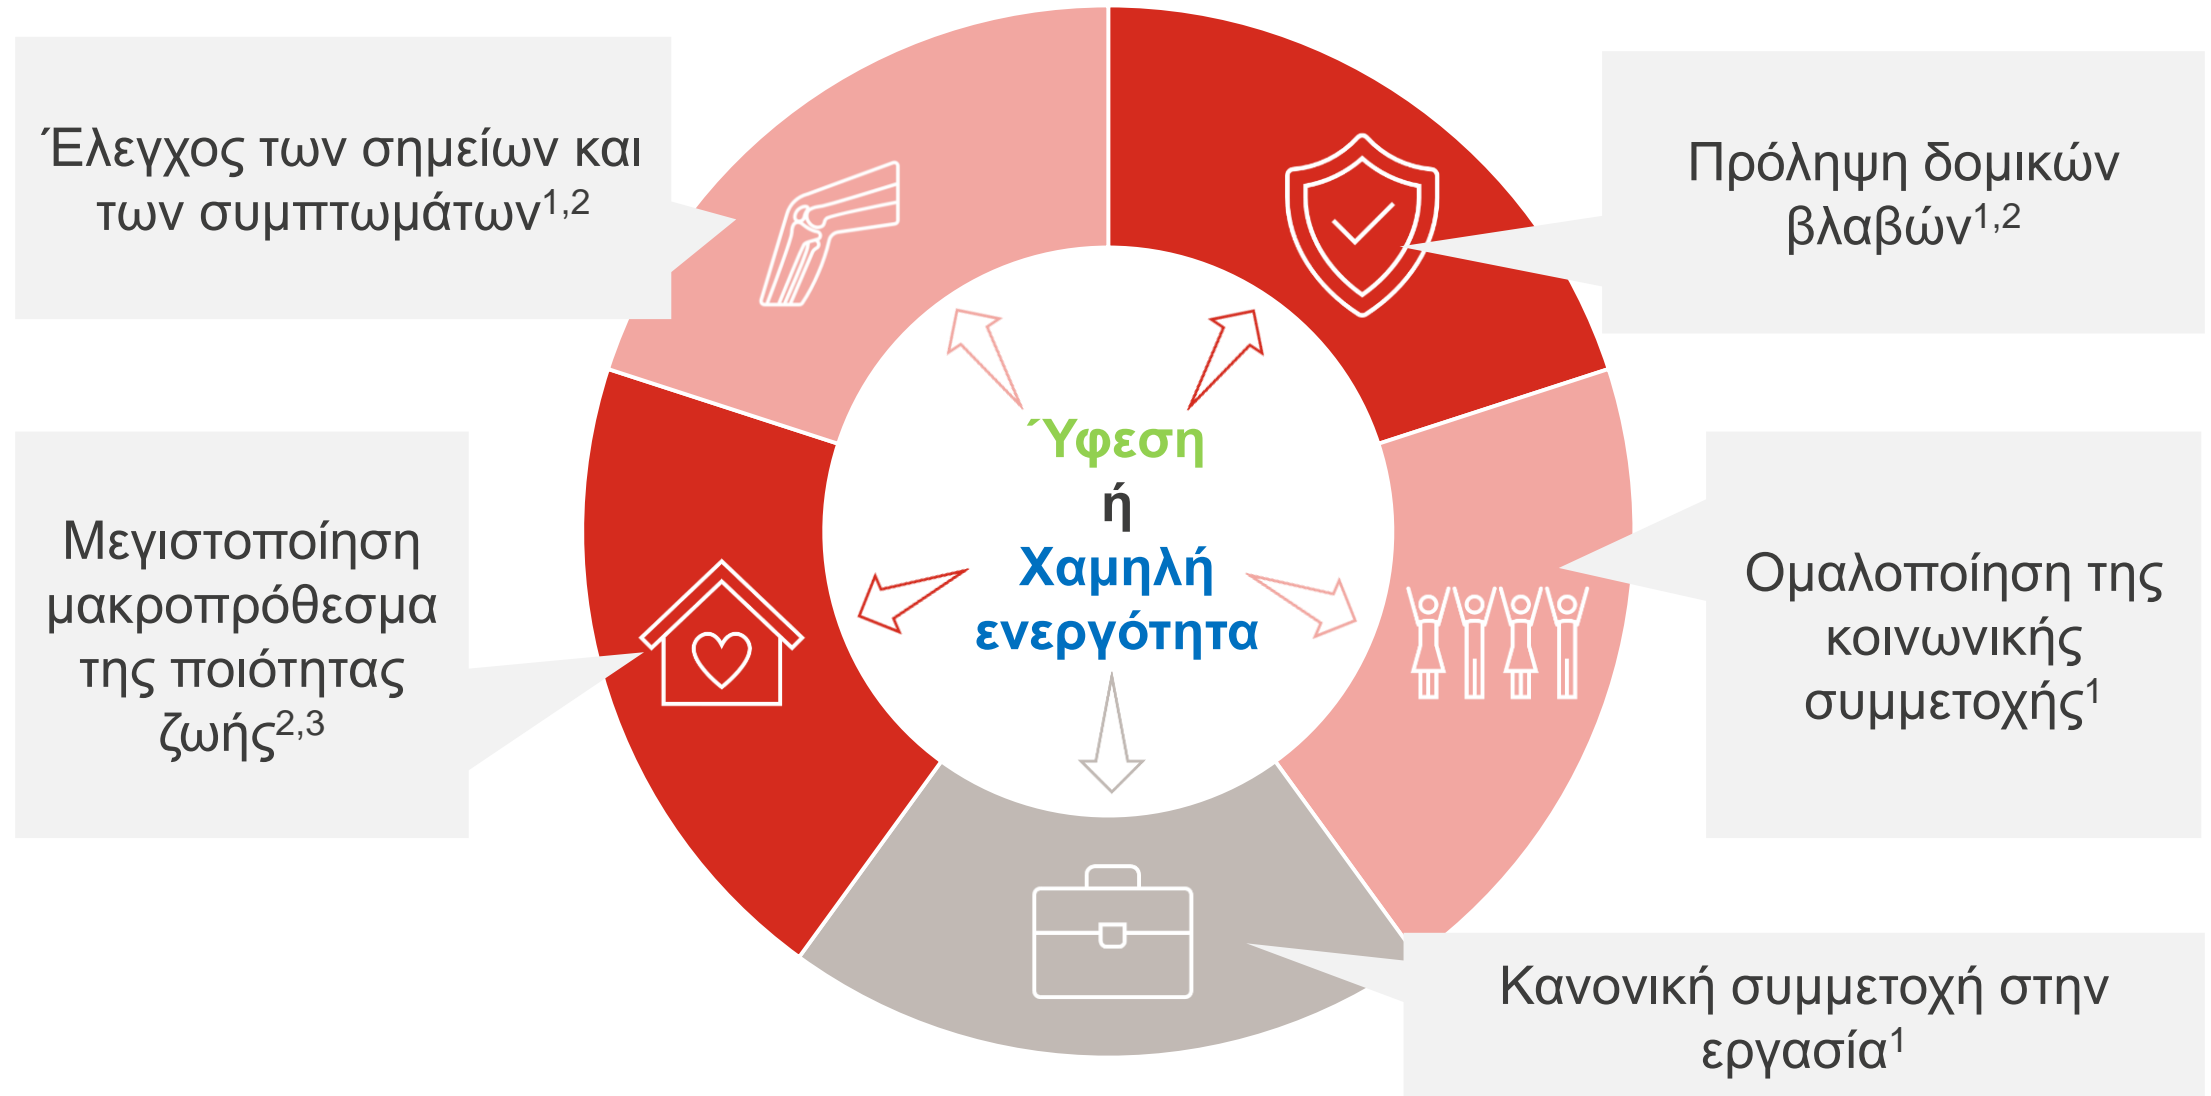 Έλεγχος των σημείων και
των συμπτωμάτων1,2
Πρόληψη δομικών
βλαβών1,2
Ύφεση
ή
Χαμηλή
ενεργότητα
Μεγιστοποίηση
μακροπρόθεσμα
της ποιότητας
ζωής2,3
Ομαλοποίηση της
κοινωνικής
συμμετοχής1
Κανονική συμμετοχή στην
εργασία1